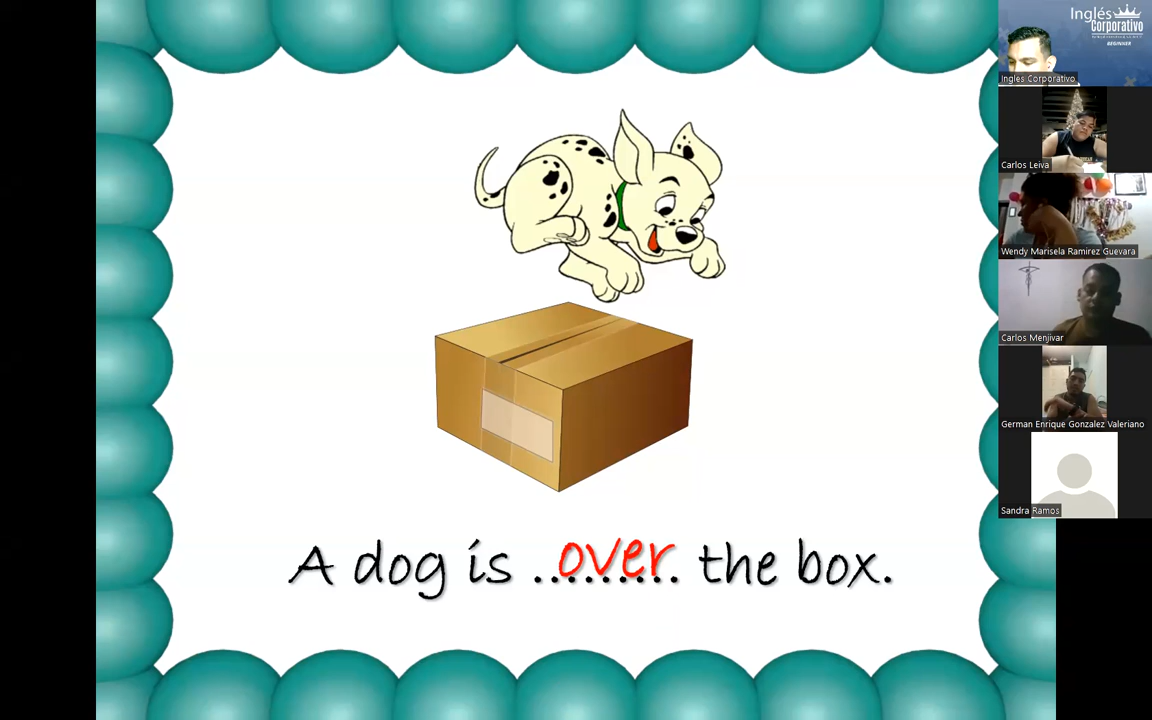 A dog is ..over.. the box.
Inglés
Corporativo
BEGINNER
Ingles Corporativo
Carlos Leiva
Wendy Marisela Ramirez Guevara
Carlos Menjivar
German Enrique Gonzalez Valeriano
Sandra Ramos